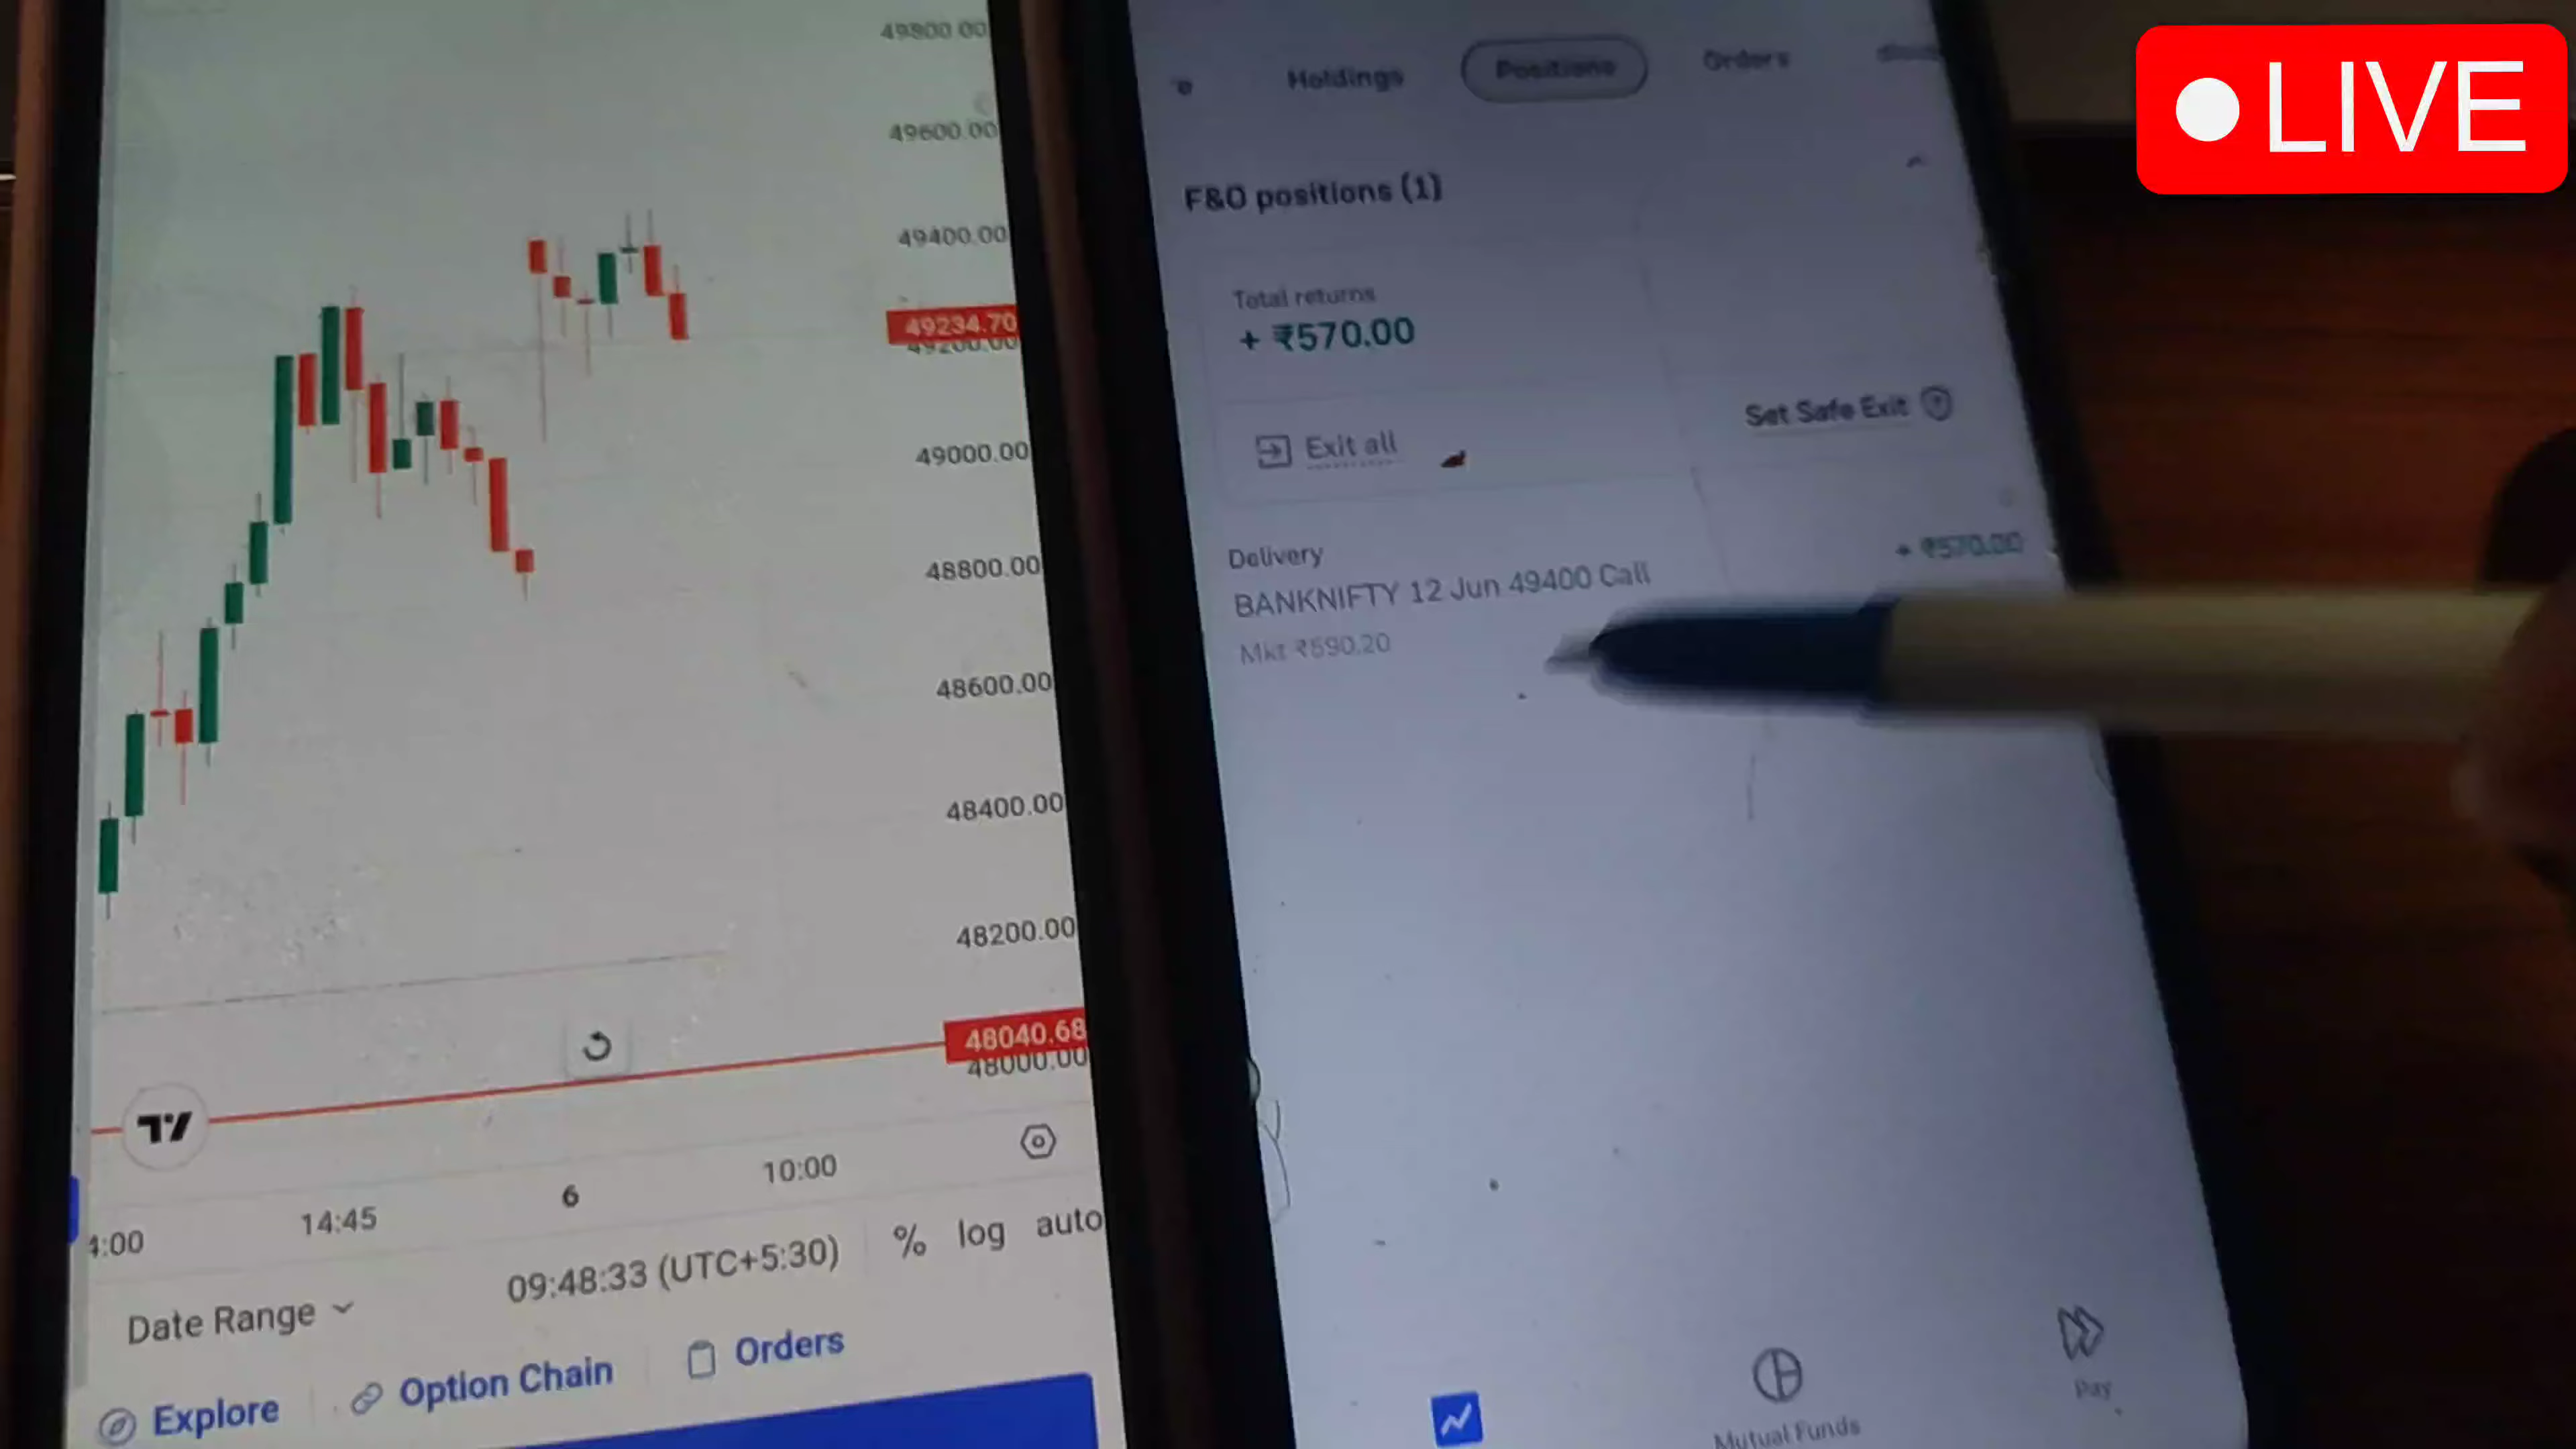 LIVE
49800.00
49600.00
49400.00
49234.70
49200.00
49000.00
48800.00
48600.00
48400.00
48200.00
48040.68
48000.00
10:00
6
14:45
4:00
09:48:33 (UTC+5:30)
% log auto
Date Range
Explore
Option Chain
Orders
Holdings
Positions
Orders
F&O positions (1)
Total returns
+ ₹570.00
Exit all
Set Safe Exit
Delivery
+ ₹570.00
BANKNIFTY 12 Jun 49400 Call
Mkt ₹590.20
Mutual Funds
Pay